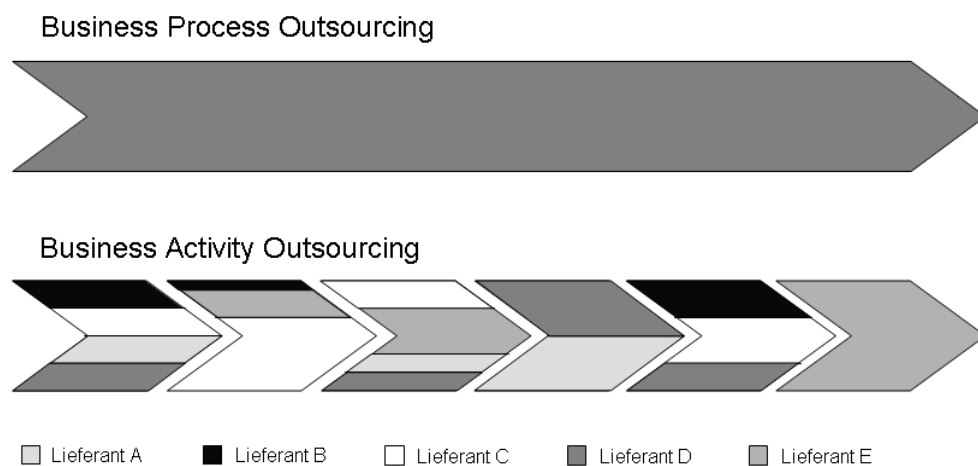 Business Process Outsourcing
Business Activity Outsourcing
Lieferant A Lieferant B Lieferant C Lieferant D Lieferant E